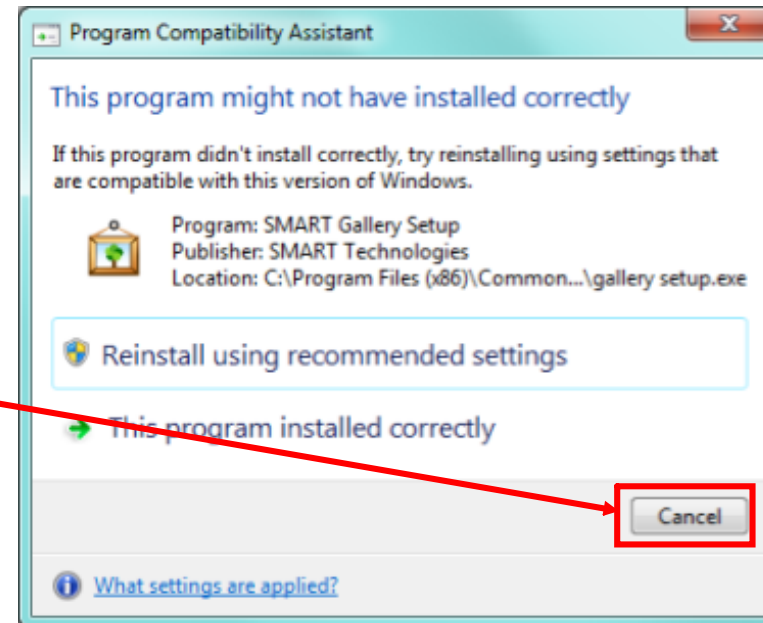 Program Compatibility Assistant
This program might not have installed correctly
If this program didn't install correctly, try reinstalling using settings that
are compatible with this version of Windows.
Program: SMART Gallery Setup
Publisher: SMART Technologies
Location: C:\Program Files (x86)\Common...\gallery setup.exe
Reinstall using recommended settings
This program installed correctly
Cancel
What settings are applied?